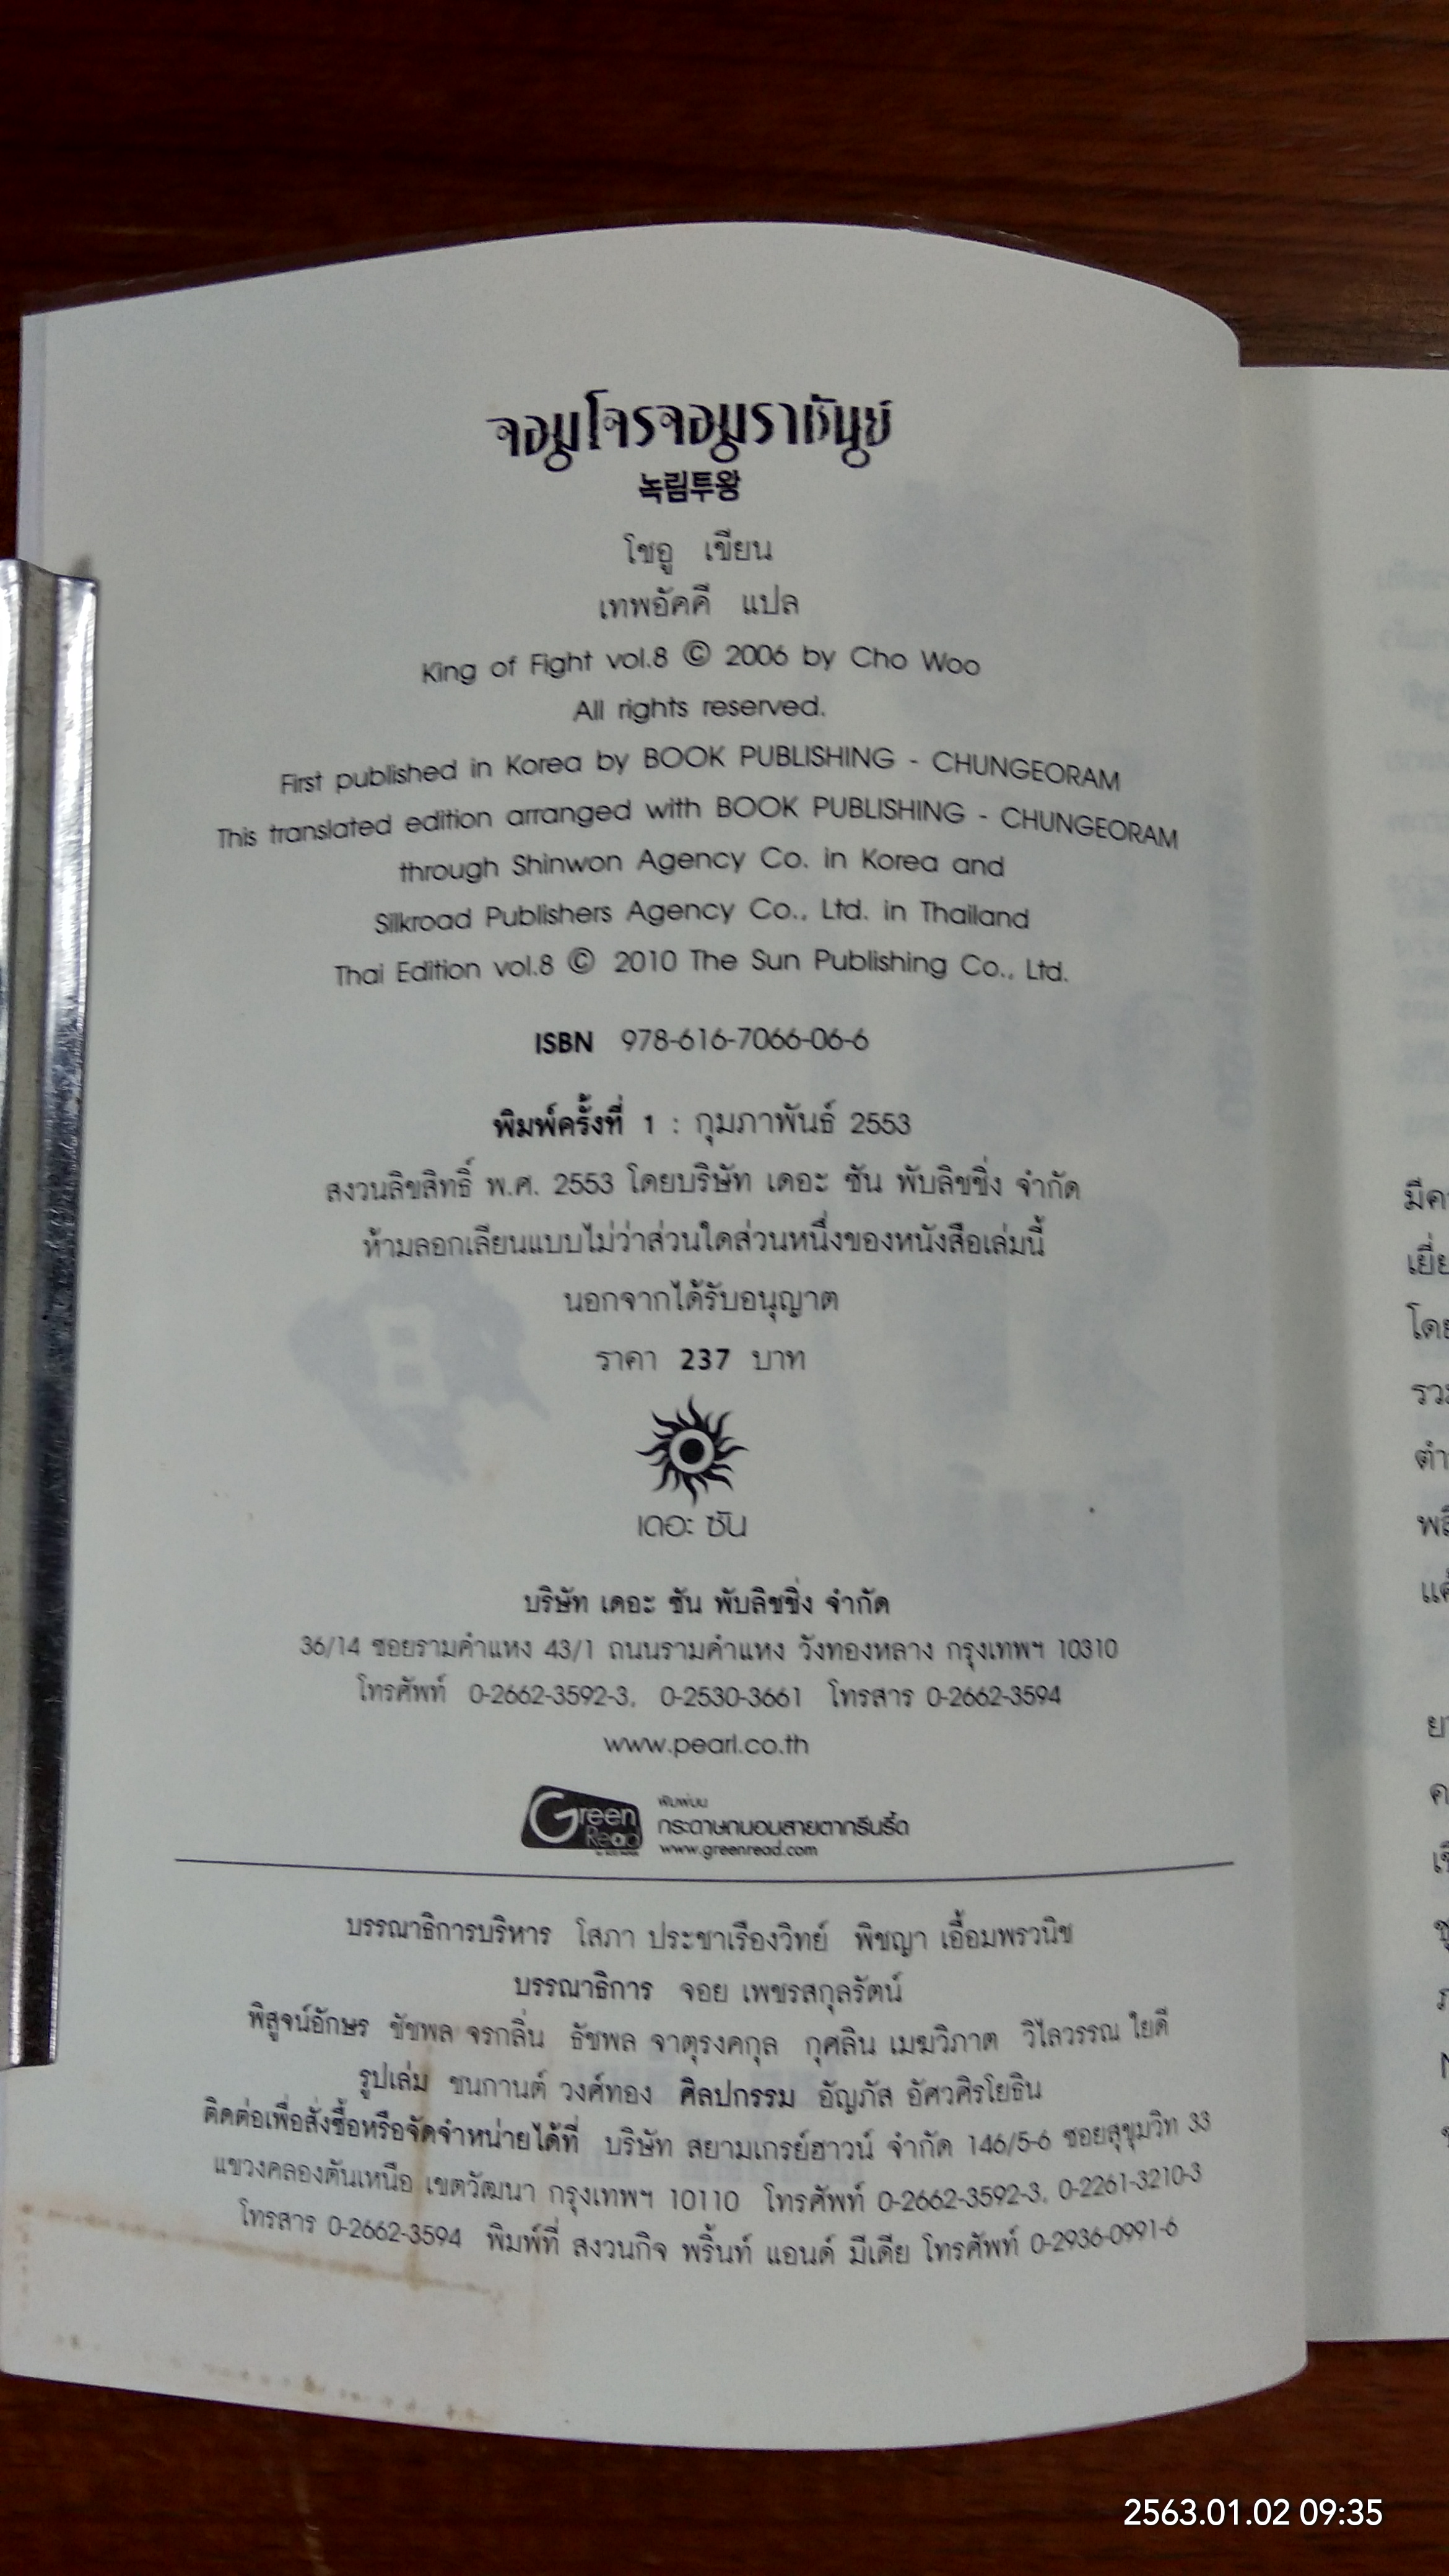 จอมโจรจอมราชันย์
녹림투왕
โชอู เขียน
เทพอัคคี แปล
King of Fight vol.8 © 2006 by Cho Woo
All rights reserved.
First published in Korea by BOOK PUBLISHING - CHUNGEORAM
This translated edition arranged with BOOK PUBLISHING - CHUNGEORAM
through Shinwon Agency Co. in Korea and
Silkroad Publishers Agency Co., Ltd. in Thailand
Thai Edition vol.8 © 2010 The Sun Publishing Co., Ltd.
ISBN 978-616-7066-06-6
พิมพ์ครั้งที่ 1 : กุมภาพันธ์ 2553
สงวนลิขสิทธิ์ พ.ศ. 2553 โดยบริษัท เดอะ ซัน พับลิชชิ่ง จำกัด
ห้ามลอกเลียนแบบไม่ว่าส่วนใดส่วนหนึ่งของหนังสือเล่มนี้
นอกจากได้รับอนุญาต
ราคา 237 บาท
เดอะ ซัน
บริษัท เดอะ ซัน พับลิชชิ่ง จำกัด
36/14 ซอยรามคำแหง 43/1 ถนนรามคำแหง วังทองหลาง กรุงเทพฯ 10310
โทรศัพท์ 0-2662-3592-3, 0-2530-3661 โทรสาร 0-2662-3594
www.pearl.co.th
Green Read
พิมพ์บน
กระดาษถนอมสายตากรีนรี้ด
www.greenread.com
บรรณาธิการบริหาร โสภา ประชาเรืองวิทย์ พิชญา เอื้อมพรวนิช
บรรณาธิการ จอย เพชรสกุลรัตน์
พิสูจน์อักษร ชัชพล จรกลิ่น ธัชพล จาตุรงคกุล กุศลิน เมฆวิภาต วิไลวรรณ ใยดี
รูปเล่ม ชนกานต์ วงศ์ทอง ศิลปกรรม อัญภัส อัศวศิรโยธิน
ติดต่อเพื่อสั่งซื้อหรือจัดจำหน่ายได้ที่ บริษัท สยามเกรย์ฮาวน์ จำกัด 146/5-6 ซอยสุขุมวิท 33
แขวงคลองตันเหนือ เขตวัฒนา กรุงเทพฯ 10110 โทรศัพท์ 0-2662-3592-3, 0-2261-3210-3
โทรสาร 0-2662-3594 พิมพ์ที่ สงวนกิจ พริ้นท์ แอนด์ มีเดีย โทรศัพท์ 0-2936-0991-6
2563.01.02 09:35